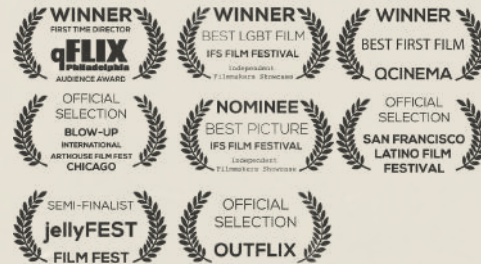 WINNER
FIRST TIME DIRECTOR
qFLIX
Philadelphia
AUDIENCE AWARD
WINNER
BEST LGBT FILM
IFS FILM FESTIVAL
Independent
Filmmakers Showcase
WINNER
BEST FIRST FILM
QCINEMA
OFFICIAL
SELECTION
BLOW-UP
INTERNATIONAL
ARTHOUSE FILM FEST
CHICAGO
NOMINEE
BEST PICTURE
IFS FILM FESTIVAL
Independent
Filmmakers Showcase
OFFICIAL
SELECTION
SAN FRANCISCO
LATINO FILM
FESTIVAL
SEMI-FINALIST
jellyFEST
FILM FEST
OFFICIAL
SELECTION
OUTFLIX